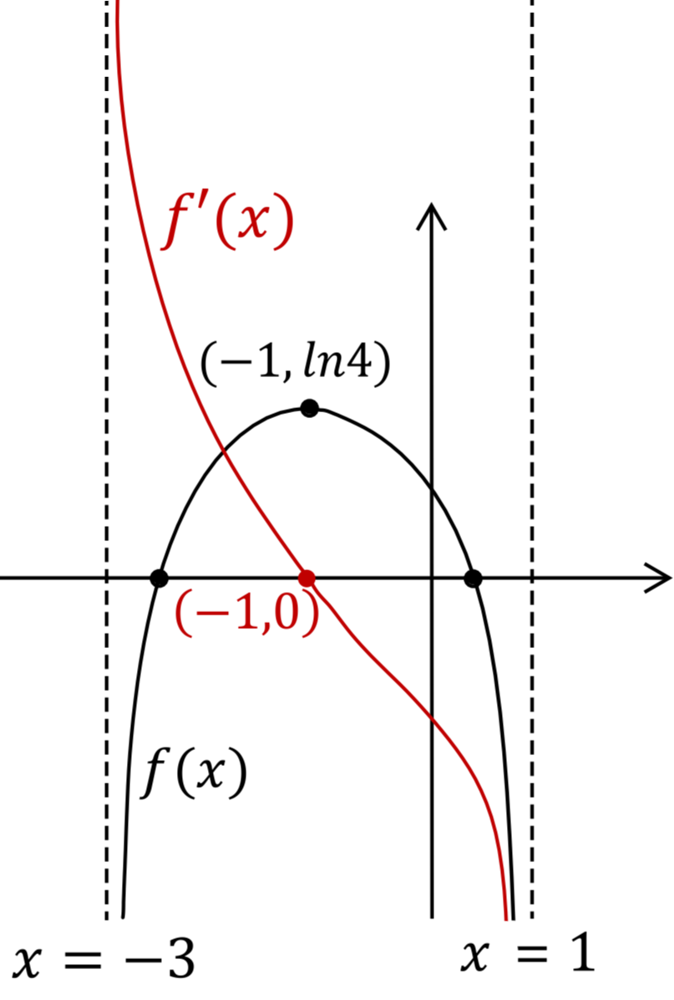 f′(x)
(−1, ln4)
(−1,0)
f(x)
x = −3
x = 1